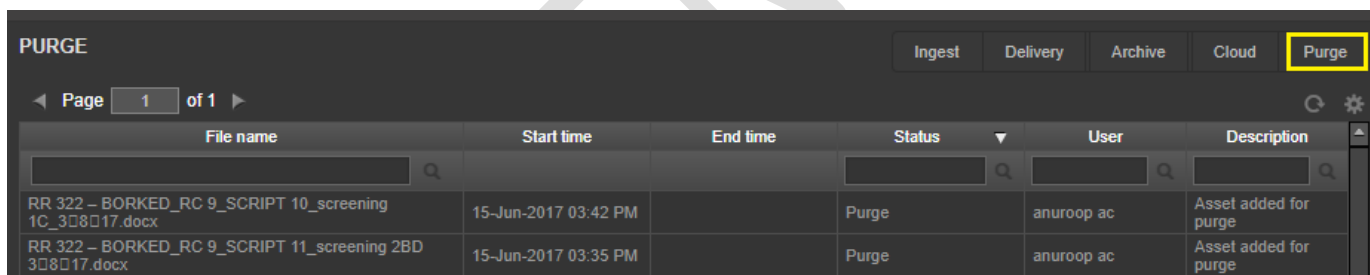 PURGE
Ingest Delivery Archive Cloud Purge
Page 1 of 1
File name Start time End time Status User Description
RR 322 – BORKED_RC 9_SCRIPT 10_screening
1C_3□8□17.docx
15-Jun-2017 03:42 PM
Purge
anuroop ac
Asset added for
purge
RR 322 – BORKED_RC 9_SCRIPT 11_screening 2BD
3□8□17.docx
15-Jun-2017 03:35 PM
Purge
anuroop ac
Asset added for
purge